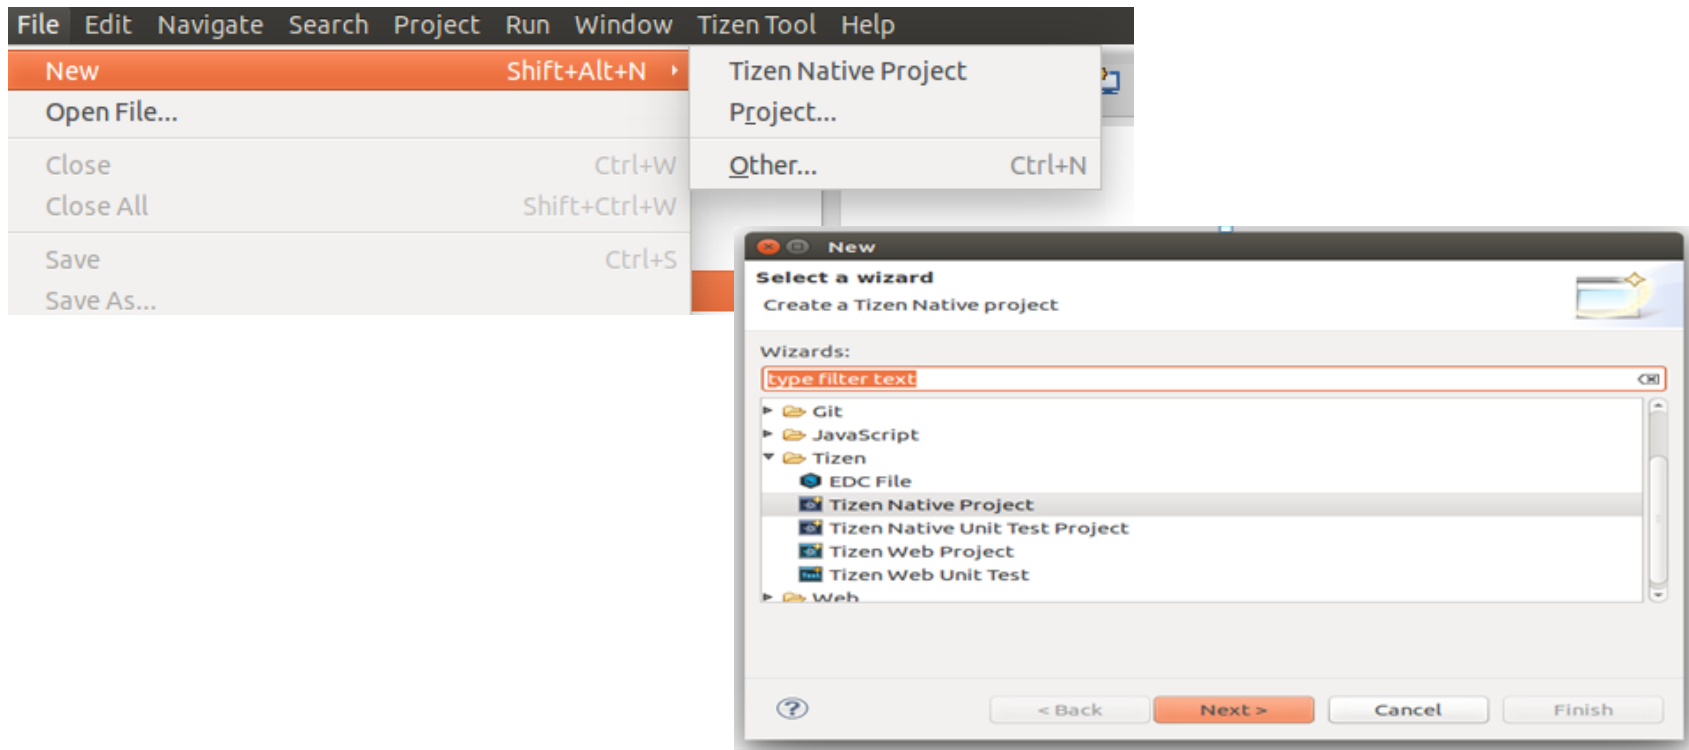 File Edit Navigate Search Project Run Window Tizen Tool Help
New Shift+Alt+N
Open File...
Close Ctrl+W
Close All Shift+Ctrl+W
Save Ctrl+S
Save As...
Tizen Native Project
Project...
Other... Ctrl+N
New
Select a wizard
Create a Tizen Native project
Wizards:
type filter text
Git
JavaScript
Tizen
EDC File
Tizen Native Project
Tizen Native Unit Test Project
Tizen Web Project
Tizen Web Unit Test
Web
< Back Next > Cancel Finish